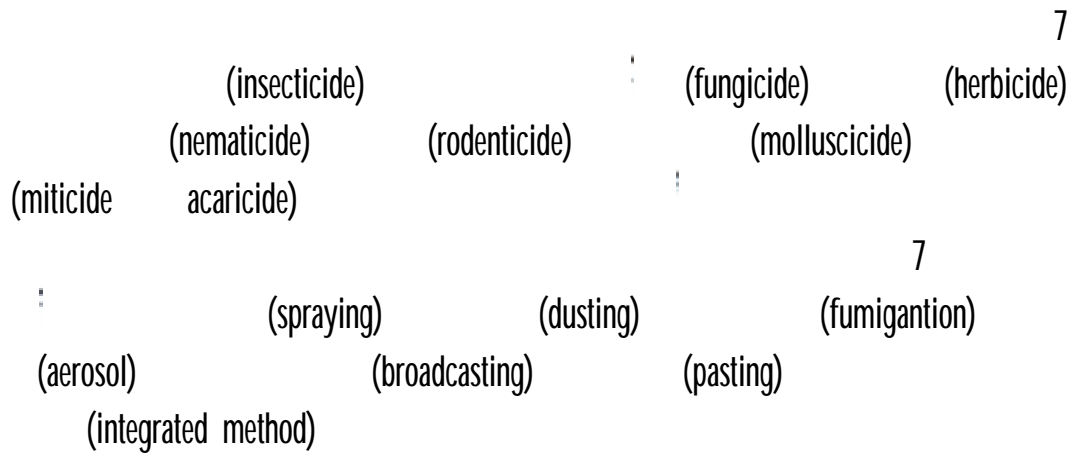 7
(insecticide) (fungicide) (herbicide)
(nematicide) (rodenticide) (molluscicide)
(miticide acaricide)
7
(spraying) (dusting) (fumigantion)
(aerosol) (broadcasting) (pasting)
(integrated method)